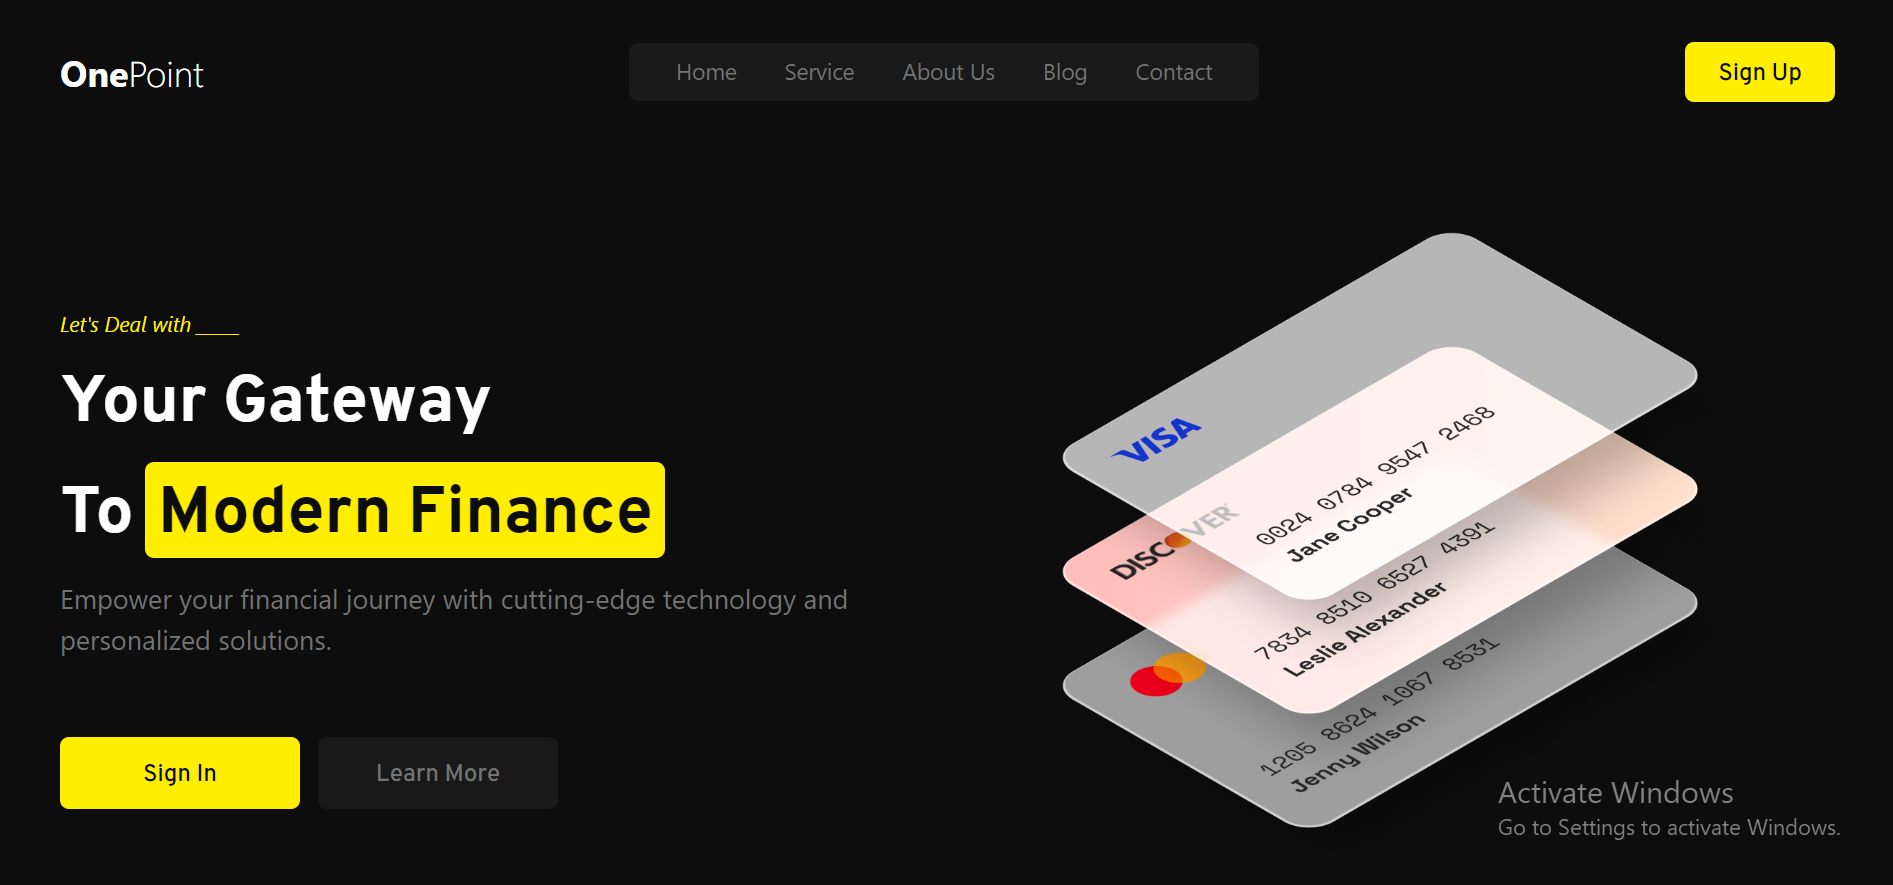 OnePoint
Home Service About Us Blog Contact
Sign Up
Let's Deal with ____
Your Gateway
To Modern Finance
Empower your financial journey with cutting-edge technology and
personalized solutions.
Sign In
Learn More
VISA
0024 0784 9547 2468
Jane Cooper
DISCOVER
7834 8510 6527 4391
Leslie Alexander
1205 8624 1067 8531
Jenny Wilson
Activate Windows
Go to Settings to activate Windows.